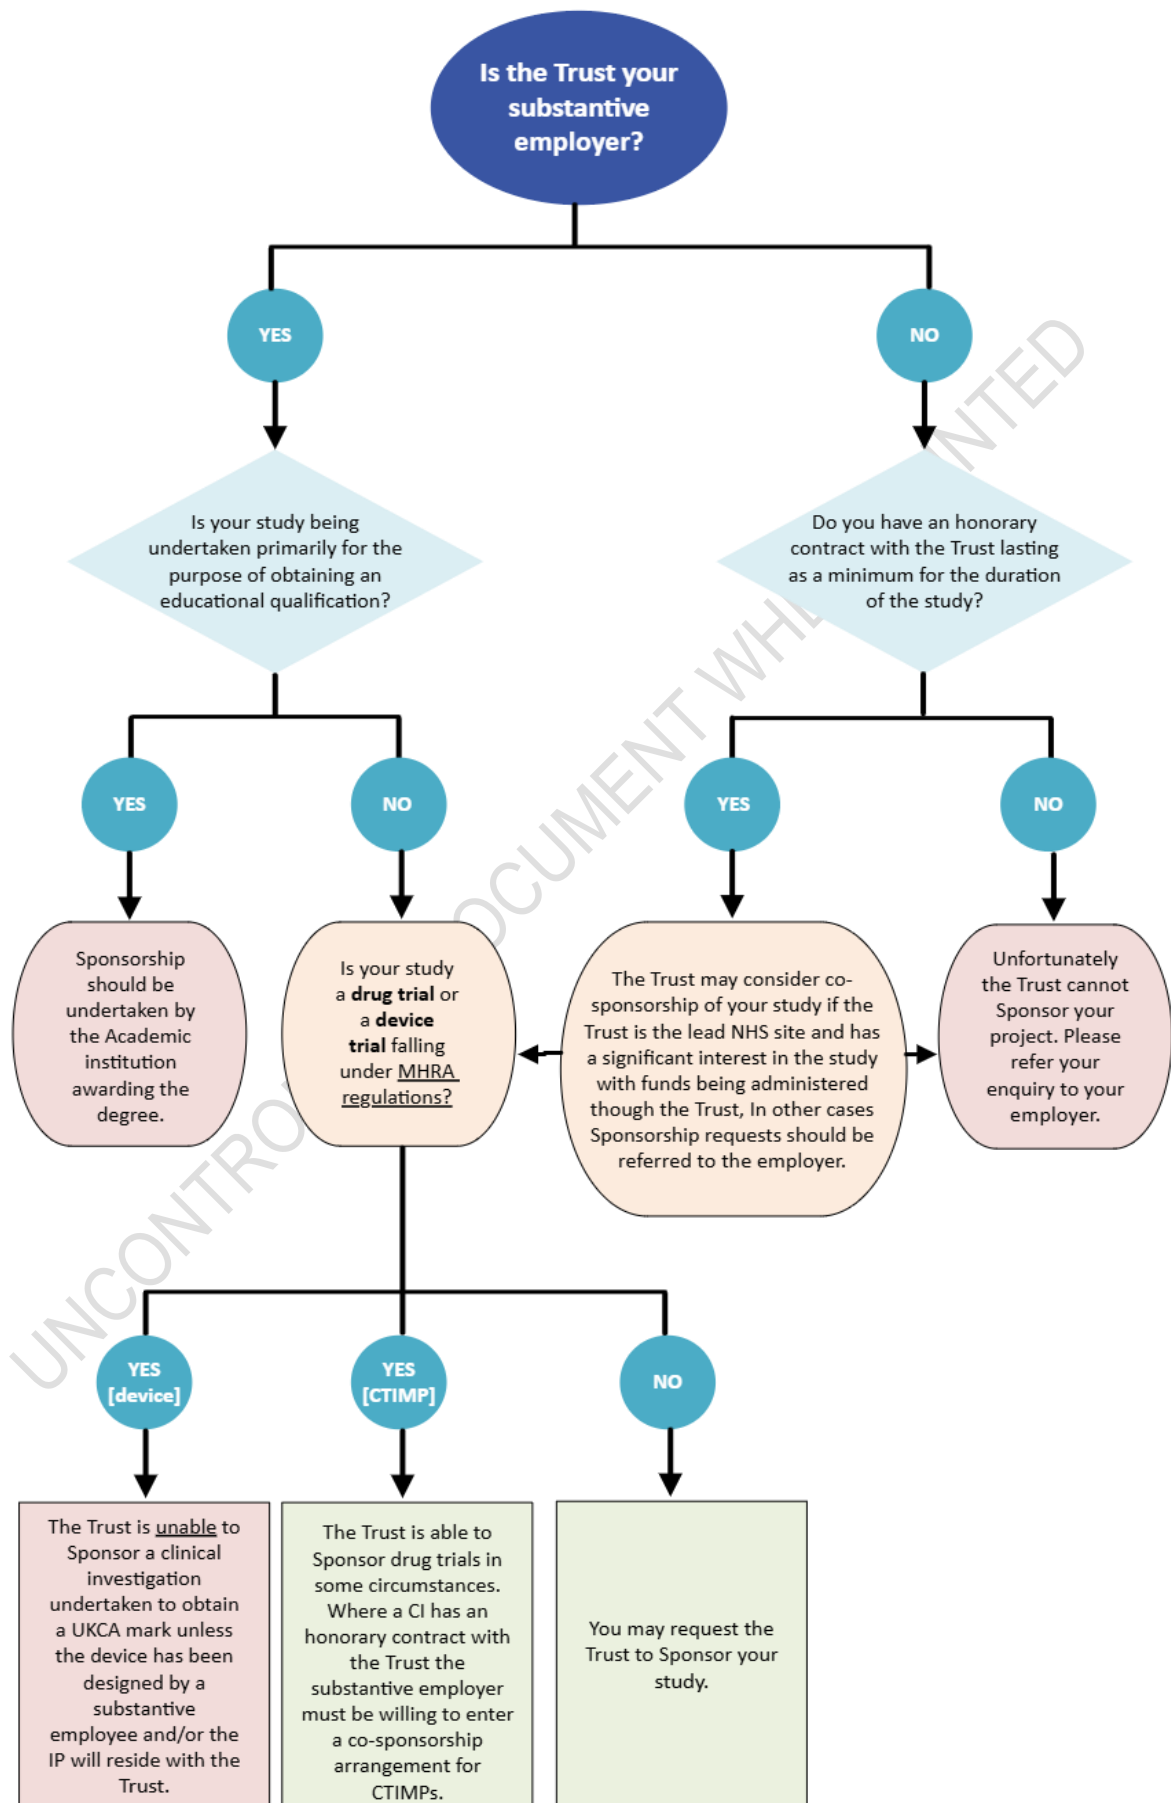 Is the Trust your
substantive
employer?
YES
NO
Is your study being
undertaken primarily for the
purpose of obtaining an
educational qualification?
Do you have an honorary
contract with the Trust lasting
as a minimum for the duration
of the study?
YES
NO
YES
NO
Sponsorship
should be
undertaken by
the Academic
institution
awarding the
degree.
Is your study
a drug trial or
a device
trial falling
under MHRA
regulations?
The Trust may consider co-
sponsorship of your study if the
Trust is the lead NHS site and has
a significant interest in the study
with funds being administered
though the Trust, In other cases
Sponsorship requests should be
referred to the employer.
Unfortunately
the Trust cannot
Sponsor your
project. Please
refer your
enquiry to your
employer.
YES
[device]
YES
[CTIMP]
NO
The Trust is unable to
Sponsor a clinical
investigation
undertaken to obtain
a UKCA mark unless
the device has been
designed by a
substantive
employee and/or the
IP will reside with the
Trust.
The Trust is able to
Sponsor drug trials in
some circumstances.
Where a CI has an
honorary contract with
the Trust the
substantive employer
must be willing to enter
a co-sponsorship
arrangement for
CTIMPs.
You may request the
Trust to Sponsor your
study.